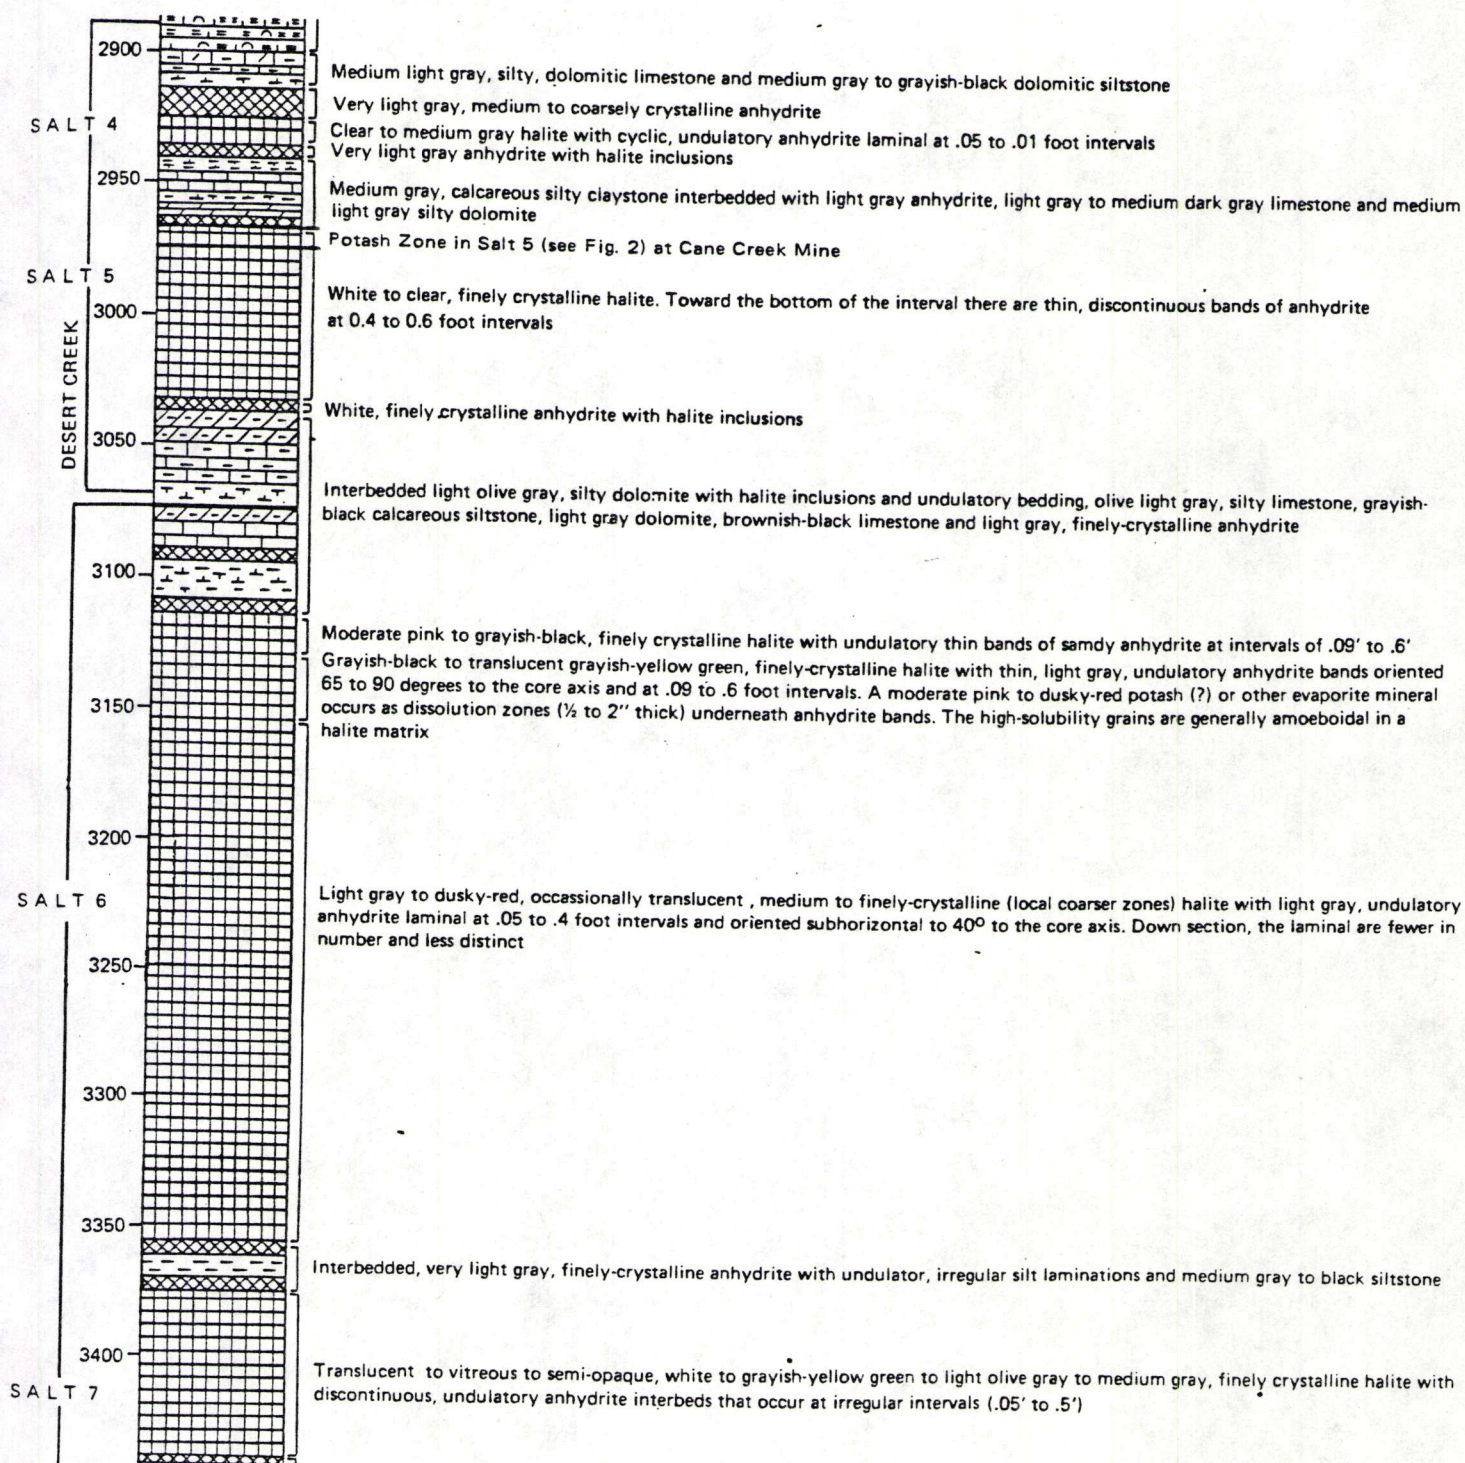 2900
Medium light gray, silty, dolomitic limestone and medium gray to grayish-black dolomitic siltstone
Very light gray, medium to coarsely crystalline anhydrite
SALT 4
Clear to medium gray halite with cyclic, undulatory anhydrite laminal at .05 to .01 foot intervals
Very light gray anhydrite with halite inclusions
2950
Medium gray, calcareous silty claystone interbedded with light gray anhydrite, light gray to medium dark gray limestone and medium
light gray silty dolomite
Potash Zone in Salt 5 (see Fig. 2) at Cane Creek Mine
SALT 5
White to clear, finely crystalline halite. Toward the bottom of the interval there are thin, discontinuous bands of anhydrite
at 0.4 to 0.6 foot intervals
3000
DESERT CREEK
White, finely crystalline anhydrite with halite inclusions
3050
Interbedded light olive gray, silty dolomite with halite inclusions and undulatory bedding, olive light gray, silty limestone, grayish-
black calcareous siltstone, light gray dolomite, brownish-black limestone and light gray, finely-crystalline anhydrite
3100
Moderate pink to grayish-black, finely crystalline halite with undulatory thin bands of samdy anhydrite at intervals of .09' to .6'
Grayish-black to translucent grayish-yellow green, finely-crystalline halite with thin, light gray, undulatory anhydrite bands oriented
65 to 90 degrees to the core axis and at .09 to .6 foot intervals. A moderate pink to dusky-red potash (?) or other evaporite mineral
occurs as dissolution zones (½ to 2'' thick) underneath anhydrite bands. The high-solubility grains are generally amoeboidal in a
halite matrix
3150
3200
SALT 6
Light gray to dusky-red, occassionally translucent , medium to finely-crystalline (local coarser zones) halite with light gray, undulatory
anhydrite laminal at .05 to .4 foot intervals and oriented subhorizontal to 40º to the core axis. Down section, the laminal are fewer in
number and less distinct
3250
3300
3350
Interbedded, very light gray, finely-crystalline anhydrite with undulator, irregular silt laminations and medium gray to black siltstone
3400
SALT 7
Translucent to vitreous to semi-opaque, white to grayish-yellow green to light olive gray to medium gray, finely crystalline halite with
discontinuous, undulatory anhydrite interbeds that occur at irregular intervals (.05' to .5')